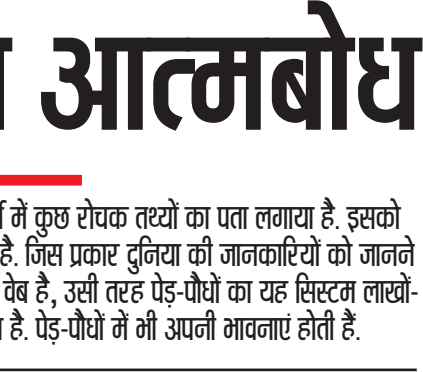 आत्मबोध
में कुछ रोचक तथ्यों का पता लगाया है. इसको
है. जिस प्रकार दुनिया की जानकारियों को जानने
वेब है, उसी तरह पेड़-पौधों का यह सिस्टम लाखों-
है. पेड़-पौधों में भी अपनी भावनाएं होती हैं.